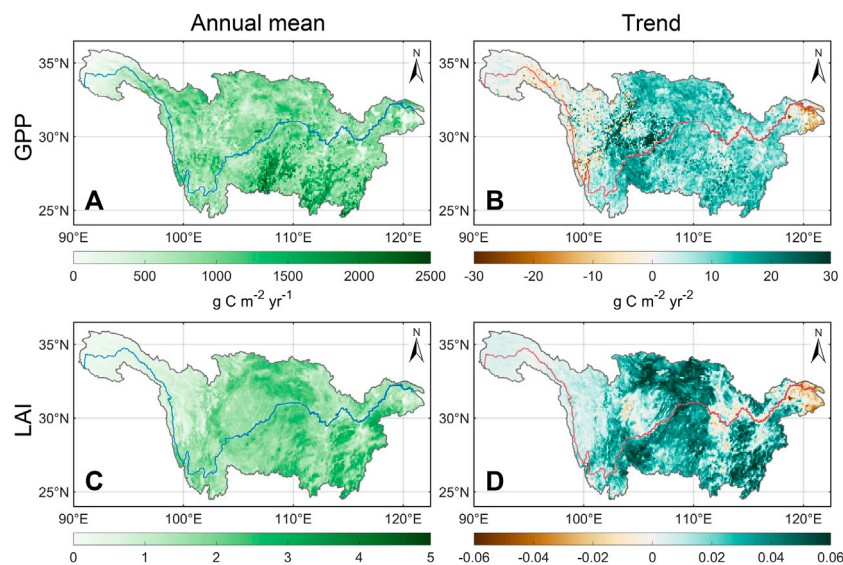 Annual mean
Trend
GPP
35°N
30°N
25°N
N
A
90°E 100°E 110°E 120°E
0 500 1000 1500 2000 2500
35°N
30°N
25°N
N
B
90°E 100°E 110°E 120°E
-30 -20 -10 0 10 20 30
g C m⁻² yr⁻¹
g C m⁻² yr⁻²
LAI
35°N
30°N
25°N
N
C
90°E 100°E 110°E 120°E
0 1 2 3 4 5
35°N
30°N
25°N
N
D
90°E 100°E 110°E 120°E
-0.06 -0.04 -0.02 0 0.02 0.04 0.06